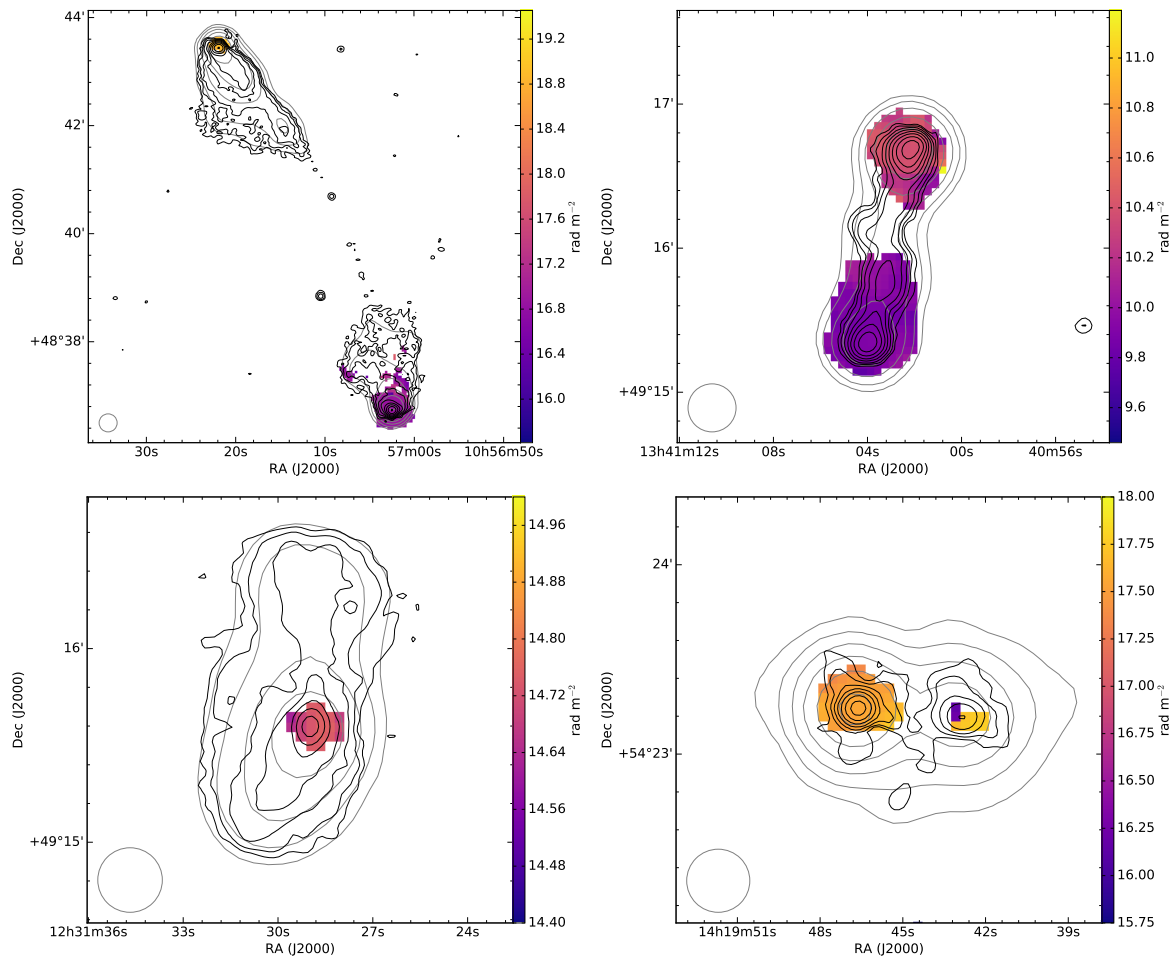 44'
42'
40'
+48°38'
Dec (J2000)
30s 20s 10s 57m00s 10h56m50s
RA (J2000)
19.2
18.8
18.4
18.0
17.6
17.2
16.8
16.4
16.0
rad m−2
17'
16'
+49°15'
Dec (J2000)
13h41m12s 08s 04s 00s 40m56s
RA (J2000)
11.0
10.8
10.6
10.4
10.2
10.0
9.8
9.6
rad m−2
16'
+49°15'
Dec (J2000)
12h31m36s 33s 30s 27s 24s
RA (J2000)
14.96
14.88
14.80
14.72
14.64
14.56
14.48
14.40
rad m−2
24'
+54°23'
Dec (J2000)
14h19m51s 48s 45s 42s 39s
RA (J2000)
18.00
17.75
17.50
17.25
17.00
16.75
16.50
16.25
16.00
15.75
rad m−2